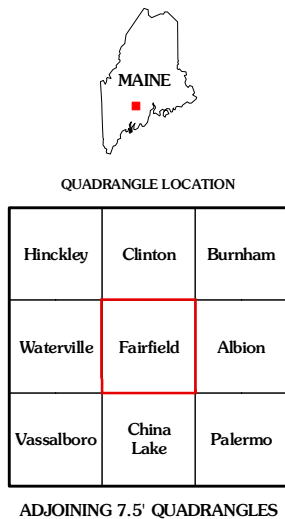 MAINE
QUADRANGLE LOCATION
Hinckley Clinton Burnham
Waterville Fairfield Albion
Vassalboro China Lake Palermo
ADJOINING 7.5' QUADRANGLES